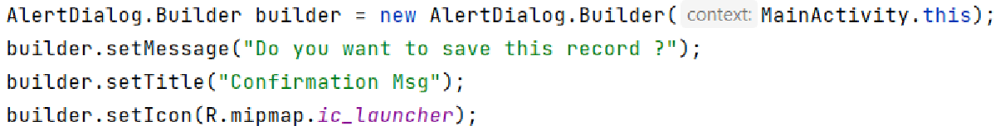 AlertDialog.Builder builder = new AlertDialog.Builder( context: MainActivity.this);
builder.setMessage("Do you want to save this record ?");
builder.setTitle("Confirmation Msg");
builder.setIcon(R.mipmap.ic_launcher);